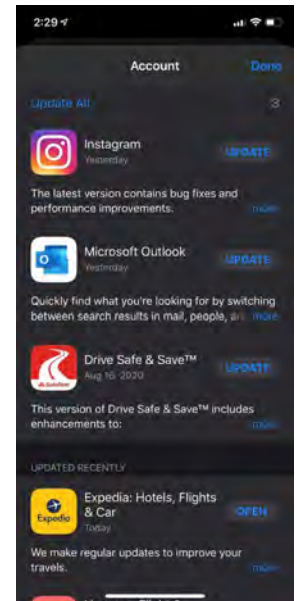 2:29
Account
Done
Update All
3
Instagram
Yesterday
UPDATE
The latest version contains bug fixes and
performance improvements.
more
Microsoft Outlook
Yesterday
UPDATE
Quickly find what you're looking for by switching
between search results in mail, people,
more
Drive Safe & Save™
Aug 16, 2020
UPDATE
This version of Drive Safe & Save™ includes
enhancements to:
more
UPDATED RECENTLY
Expedia
Expedia: Hotels, Flights
& Car
Today
OPEN
We make regular updates to improve your
travels.
more